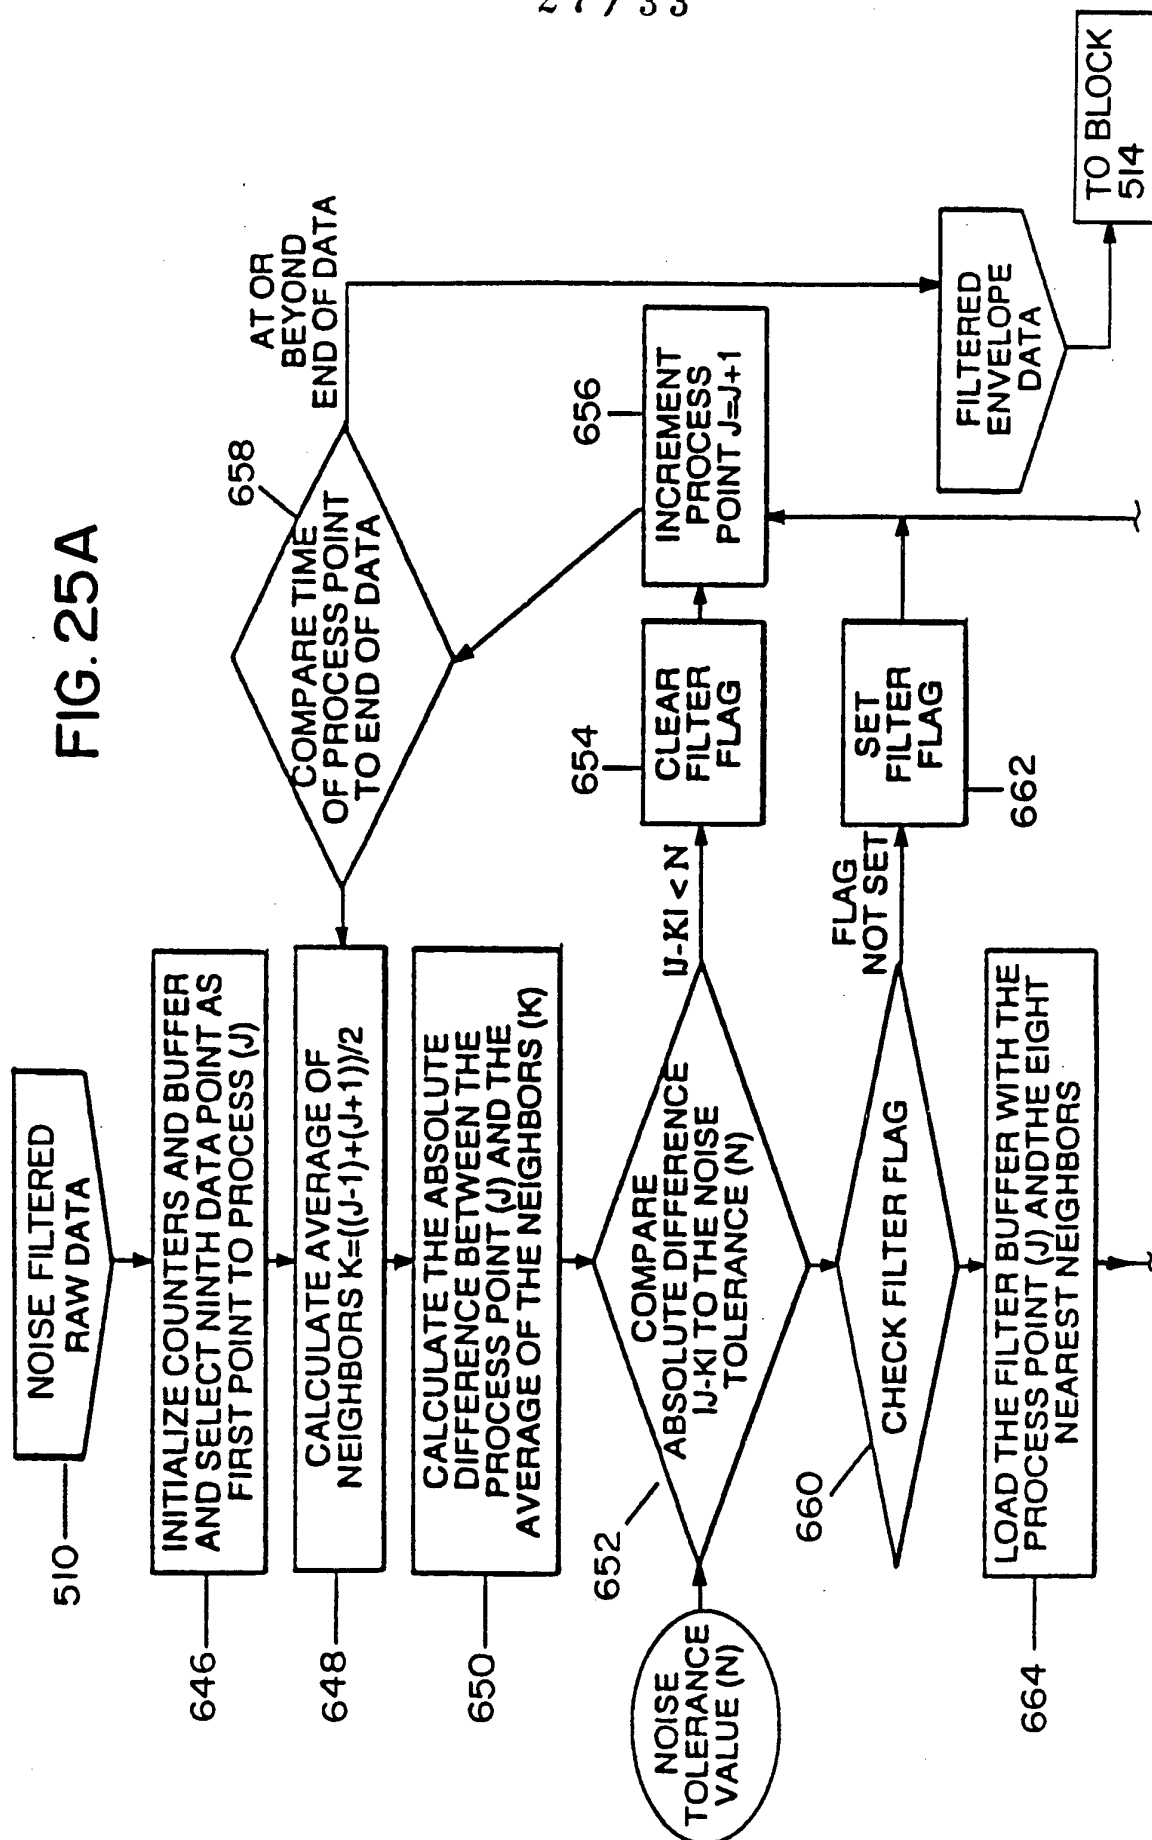 27/33
FIG. 25A
NOISE FILTERED
RAW DATA
510
INITIALIZE COUNTERS AND BUFFER
AND SELECT NINTH DATA POINT AS
FIRST POINT TO PROCESS (J)
646
CALCULATE AVERAGE OF
NEIGHBORS K=((J-1)+(J+1))/2
648
CALCULATE THE ABSOLUTE
DIFFERENCE BETWEEN THE
PROCESS POINT (J) AND THE
AVERAGE OF THE NEIGHBORS (K)
650
NOISE
TOLERANCE
VALUE (N)
652
COMPARE
ABSOLUTE DIFFERENCE
IJ-KI TO THE NOISE
TOLERANCE (N)
IJ-KI < N
654
CLEAR
FILTER
FLAG
656
INCREMENT
PROCESS
POINT J=J+1
658
COMPARE TIME
OF PROCESS POINT
TO END OF DATA
AT OR
BEYOND
END OF DATA
660
CHECK FILTER FLAG
FLAG
NOT SET
SET
FILTER
FLAG
662
LOAD THE FILTER BUFFER WITH THE
PROCESS POINT (J) ANDTHE EIGHT
NEAREST NEIGHBORS
664
FILTERED
ENVELOPE
DATA
TO BLOCK
514